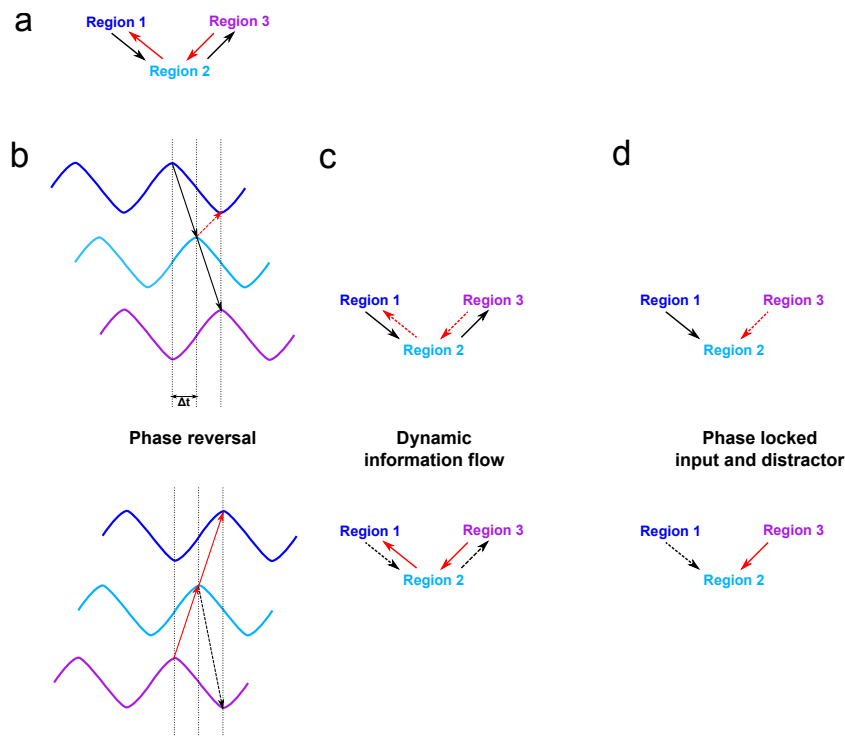 a
Region 1
Region 3
Region 2
b
c
d
Region 1
Region 3
Region 2
Region 1
Region 3
Region 2
Δt
Phase reversal
Dynamic
information flow
Phase locked
input and distractor
Region 1
Region 3
Region 2
Region 1
Region 3
Region 2